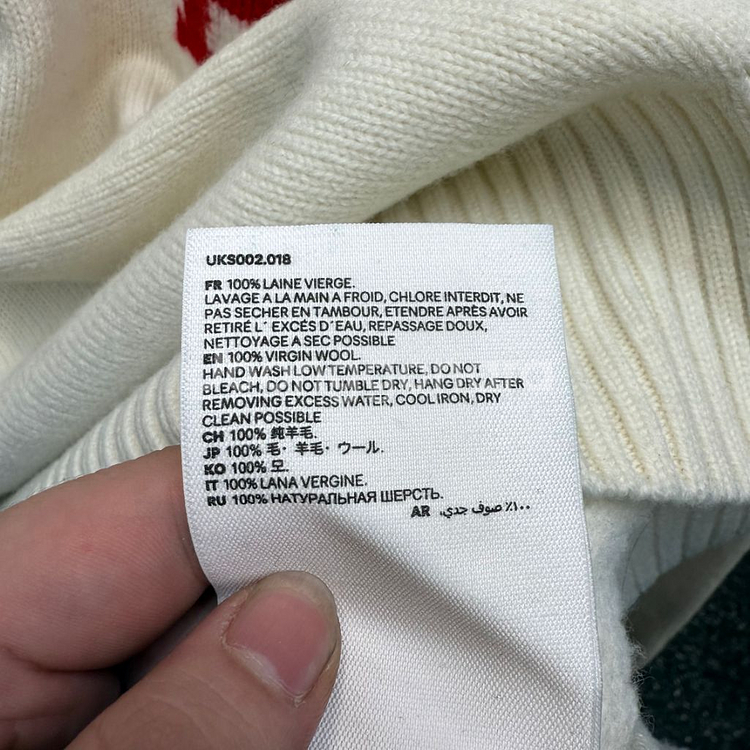 UKS002.018
FR 100% LAINE VIERGE.
LAVAGE A LA MAIN A FROID, CHLORE INTERDIT, NE
PAS SECHER EN TAMBOUR, ETENDRE APRÈS AVOIR
RETIRÉ L´ EXCÉS D´EAU, REPASSAGE DOUX,
NETTOYAGE A SEC POSSIBLE
EN 100% VIRGIN WOOL.
HAND WASH LOW TEMPERATURE, DO NOT
BLEACH, DO NOT TUMBLE DRY, HANG DRY AFTER
REMOVING EXCESS WATER, COOL IRON, DRY
CLEAN POSSIBLE
CH 100% 纯羊毛.
JP 100% 毛・羊毛・ウール.
KO 100% 모.
IT 100% LANA VERGINE.
RU 100% НАТУРАЛЬНАЯ ШЕРСТЬ.
AR ١٠٠٪ صوف جدي.